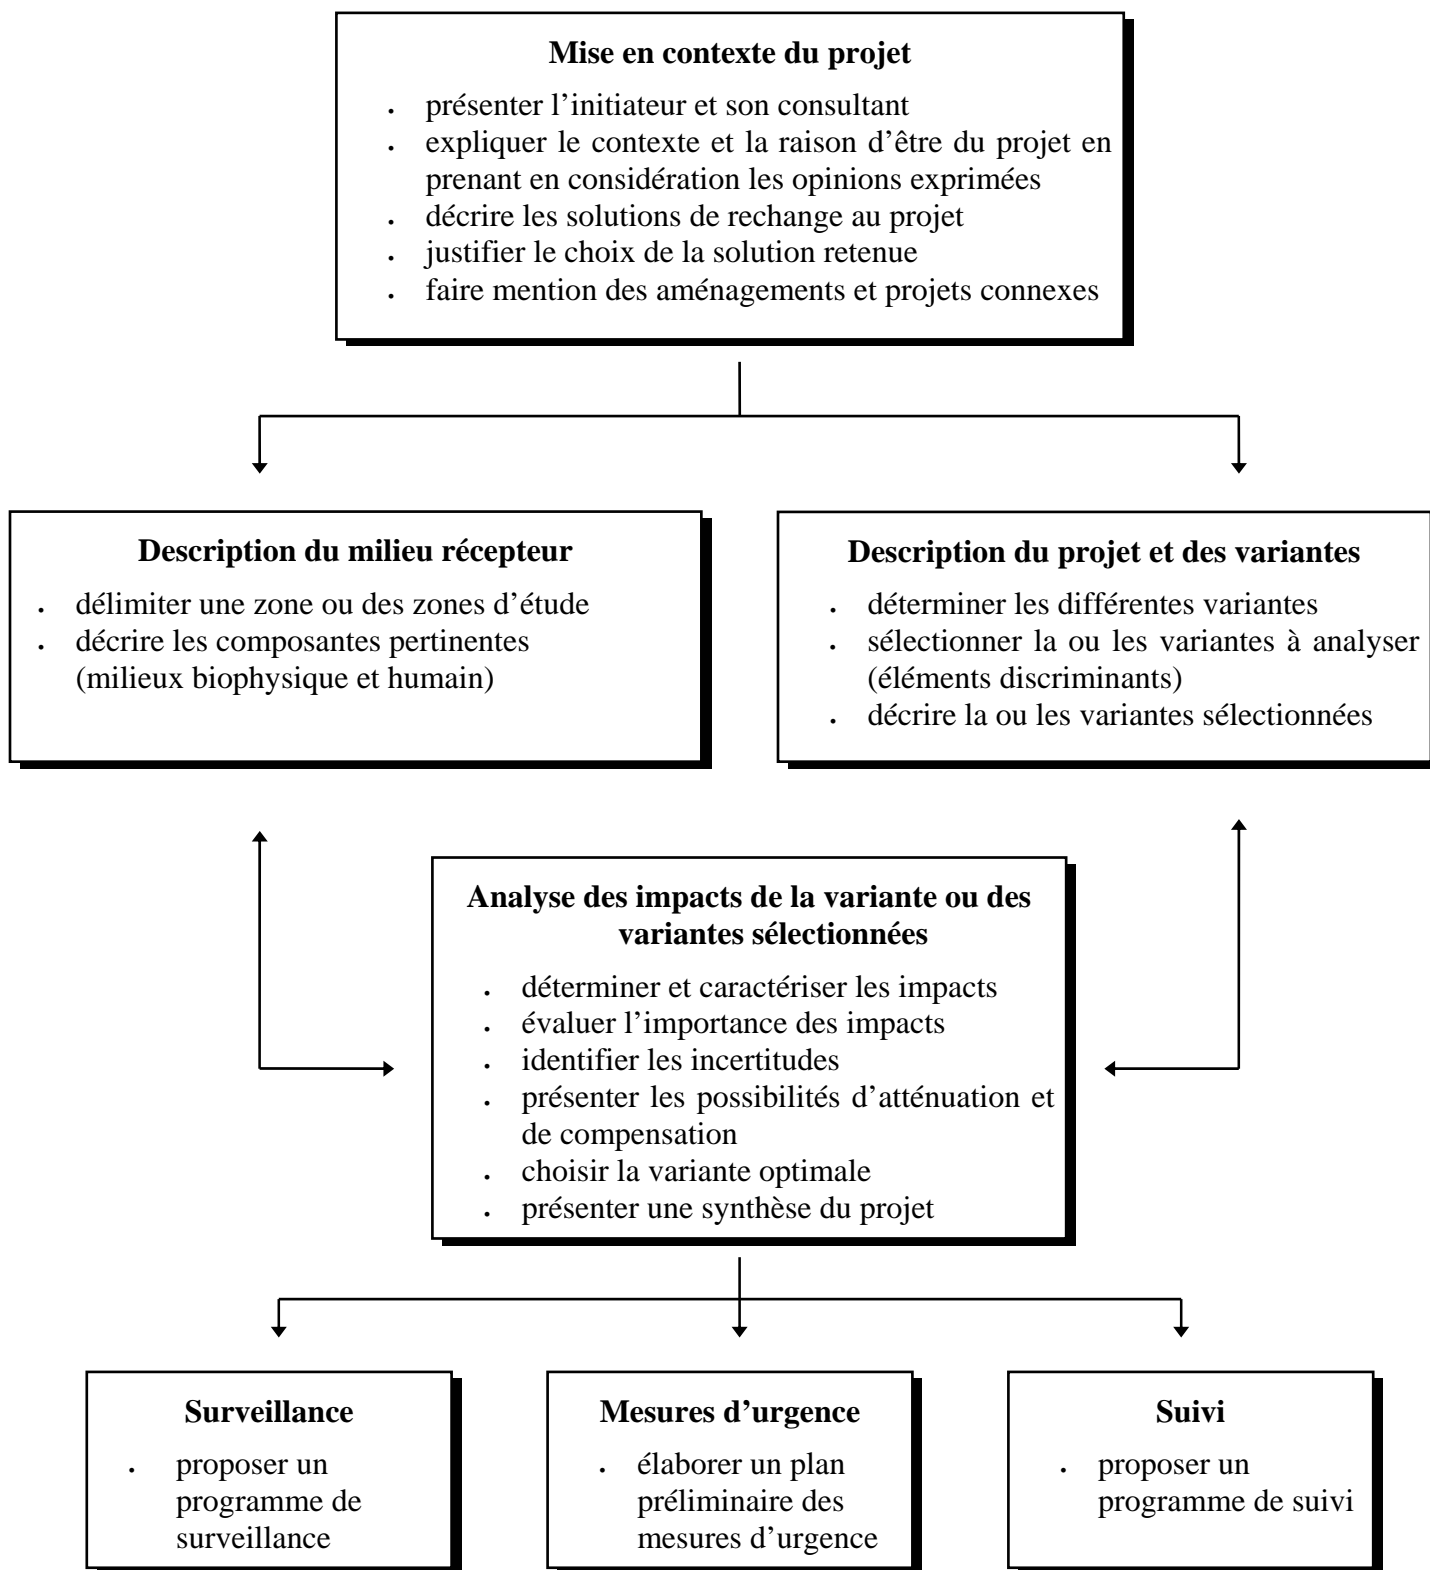 Mise en contexte du projet
. présenter l’initiateur et son consultant
. expliquer le contexte et la raison d’être du projet en
prenant en considération les opinions exprimées
. décrire les solutions de rechange au projet
. justifier le choix de la solution retenue
. faire mention des aménagements et projets connexes
Description du milieu récepteur
. délimiter une zone ou des zones d’étude
. décrire les composantes pertinentes
(milieux biophysique et humain)
Description du projet et des variantes
. déterminer les différentes variantes
. sélectionner la ou les variantes à analyser
(éléments discriminants)
. décrire la ou les variantes sélectionnées
Analyse des impacts de la variante ou des
variantes sélectionnées
. déterminer et caractériser les impacts
. évaluer l’importance des impacts
. identifier les incertitudes
. présenter les possibilités d’atténuation et
de compensation
. choisir la variante optimale
. présenter une synthèse du projet
Surveillance
. proposer un
programme de
surveillance
Mesures d’urgence
. élaborer un plan
préliminaire des
mesures d’urgence
Suivi
. proposer un
programme de suivi